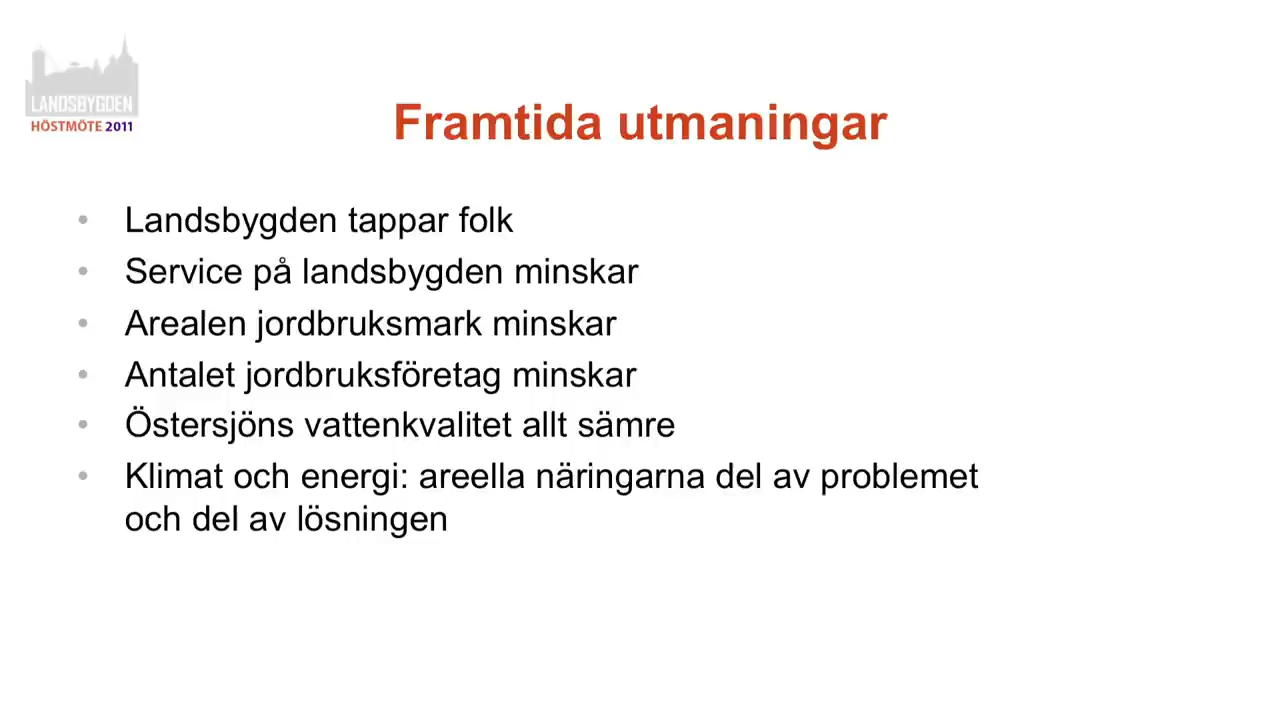 LANDSBYGDEN
HÖSTMÖTE 2011
Framtida utmaningar
• Landsbygden tappar folk
• Service på landsbygden minskar
• Arealen jordbruksmark minskar
• Antalet jordbruksföretag minskar
• Östersjöns vattenkvalitet allt sämre
• Klimat och energi: areella näringarna del av problemet
och del av lösningen